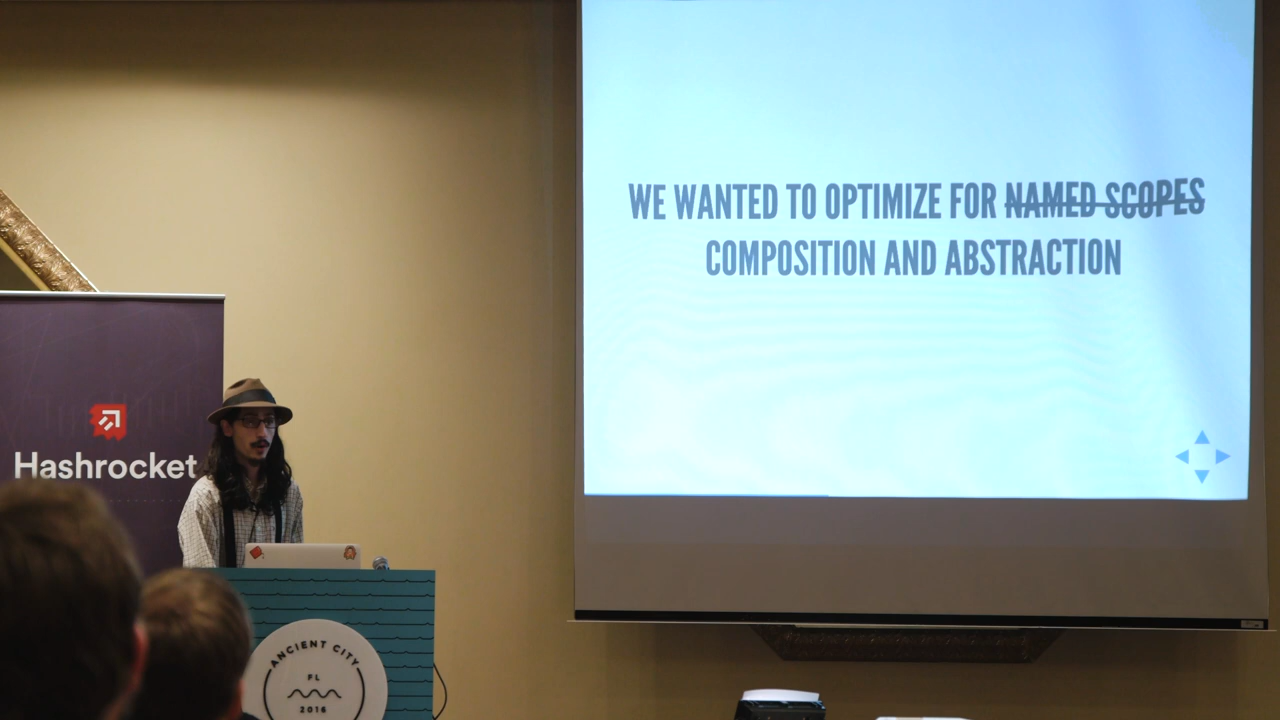 WE WANTED TO OPTIMIZE FOR NAMED SCOPES
COMPOSITION AND ABSTRACTION
Hashrocket
ANCIENT CITY
FL
2016